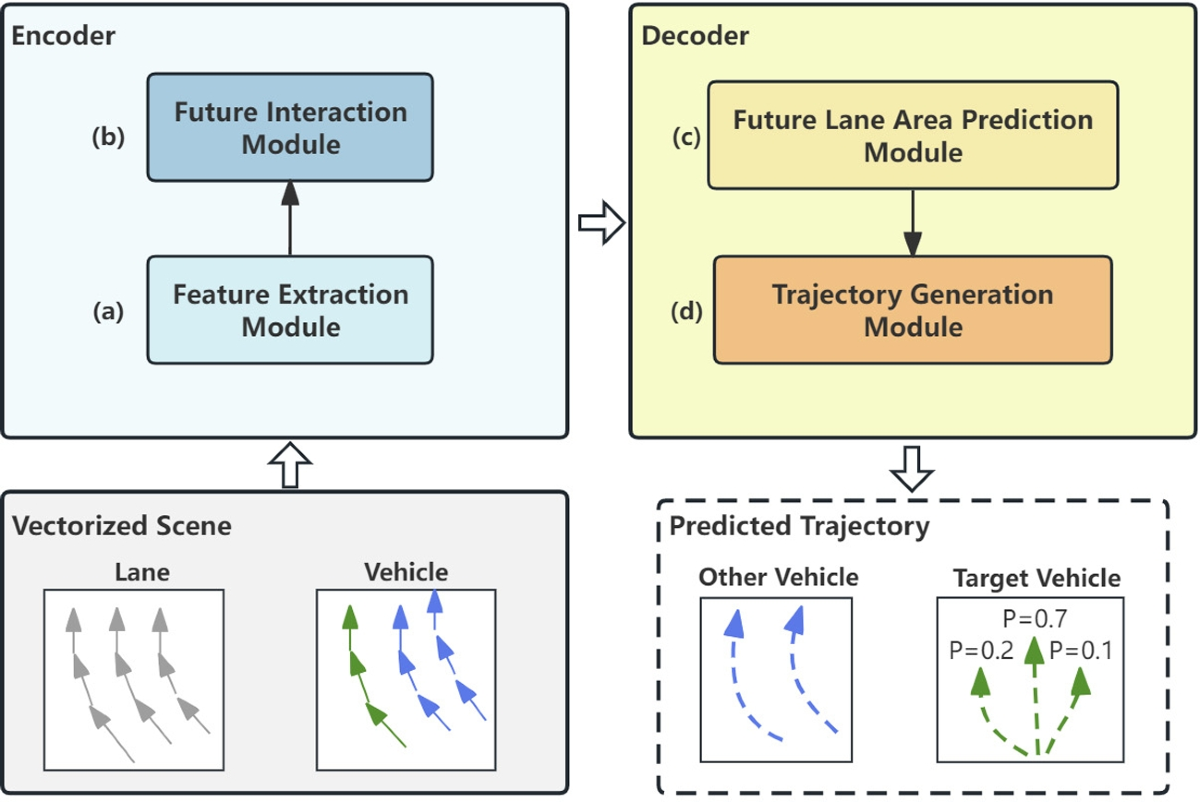 Encoder
(b)
Future Interaction
Module
(a)
Feature Extraction
Module
Decoder
(c)
Future Lane Area Prediction
Module
(d)
Trajectory Generation
Module
Vectorized Scene
Lane
Vehicle
Predicted Trajectory
Other Vehicle
Target Vehicle
P=0.7
P=0.2
P=0.1